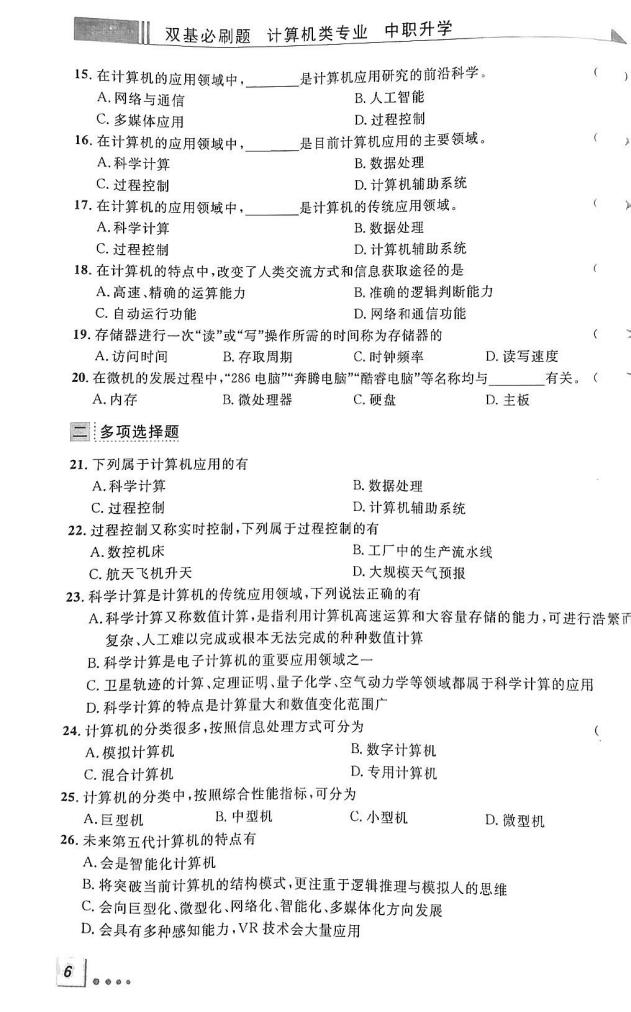 双基必刷题 计算机类专业 中职升学
15. 在计算机的应用领域中,______是计算机应用研究的前沿科学。 ( )
A. 网络与通信 B. 人工智能
C. 多媒体应用 D. 过程控制
16. 在计算机的应用领域中,______是目前计算机应用的主要领域。 ( )
A. 科学计算 B. 数据处理
C. 过程控制 D. 计算机辅助系统
17. 在计算机的应用领域中,______是计算机的传统应用领域。 ( )
A. 科学计算 B. 数据处理
C. 过程控制 D. 计算机辅助系统
18. 在计算机的特点中,改变了人类交流方式和信息获取途径的是 (
A. 高速、精确的运算能力 B. 准确的逻辑判断能力
C. 自动运行功能 D. 网络和通信功能
19. 存储器进行一次“读”或“写”操作所需的时间称为存储器的 (
A. 访问时间 B. 存取周期 C. 时钟频率 D. 读写速度
20. 在微机的发展过程中,“286 电脑”“奔腾电脑”“酷睿电脑”等名称均与______有关。 (
A. 内存 B. 微处理器 C. 硬盘 D. 主板
二 多项选择题
21. 下列属于计算机应用的有
A. 科学计算 B. 数据处理
C. 过程控制 D. 计算机辅助系统
22. 过程控制又称实时控制,下列属于过程控制的有
A. 数控机床 B. 工厂中的生产流水线
C. 航天飞机升天 D. 大规模天气预报
23. 科学计算是计算机的传统应用领域,下列说法正确的有
A. 科学计算又称数值计算,是指利用计算机高速运算和大容量存储的能力,可进行浩繁而
复杂、人工难以完成或根本无法完成的种种数值计算
B. 科学计算是电子计算机的重要应用领域之一
C. 卫星轨迹的计算、定理证明、量子化学、空气动力学等领域都属于科学计算的应用
D. 科学计算的特点是计算量大和数值变化范围广
24. 计算机的分类很多,按照信息处理方式可分为 (
A. 模拟计算机 B. 数字计算机
C. 混合计算机 D. 专用计算机
25. 计算机的分类中,按照综合性能指标,可分为
A. 巨型机 B. 中型机 C. 小型机 D. 微型机
26. 未来第五代计算机的特点有
A. 会是智能化计算机
B. 将突破当前计算机的结构模式,更注重于逻辑推理与模拟人的思维
C. 会向巨型化、微型化、网络化、智能化、多媒体化方向发展
D. 会具有多种感知能力,VR 技术会大量应用
6